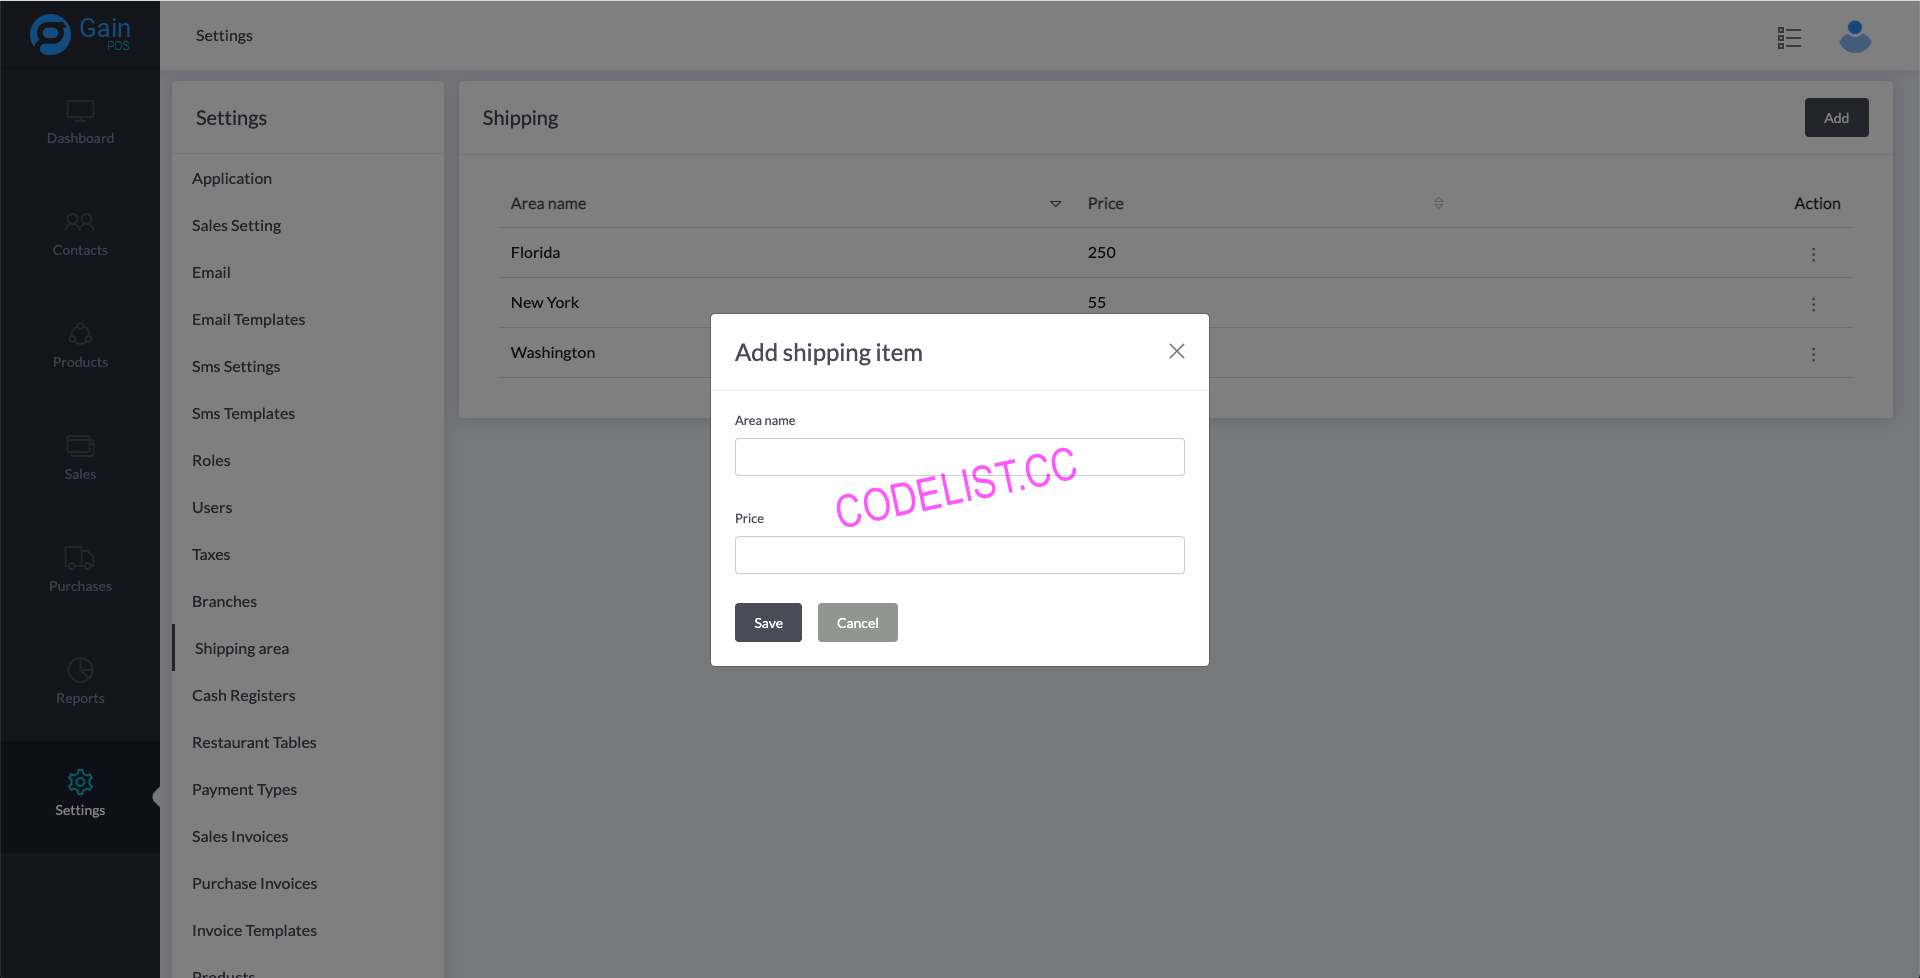 Gain
POS
Settings
Dashboard
Contacts
Products
Sales
Purchases
Reports
Settings
Settings
Application
Sales Setting
Email
Email Templates
Sms Settings
Sms Templates
Roles
Users
Taxes
Branches
Shipping area
Cash Registers
Restaurant Tables
Payment Types
Sales Invoices
Purchase Invoices
Invoice Templates
Products
Shipping
Add
Area name Price Action
Florida 250
New York 55
Washington
Add shipping item
Area name
CODELIST.CC
Price
Save Cancel